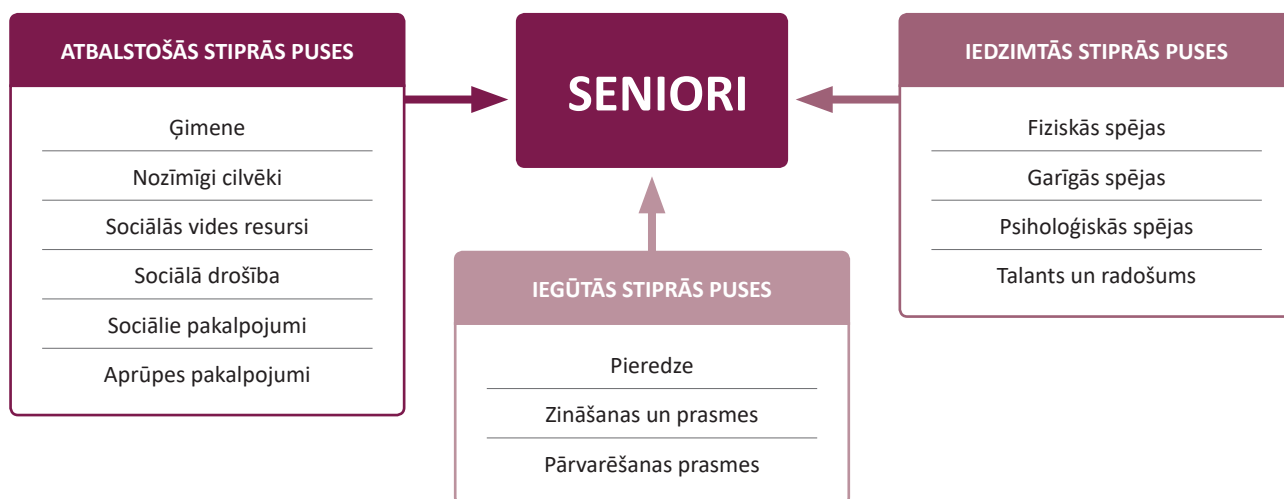 ATBALSTOŠĀS STIPRĀS PUSES
Ģimene
Nozīmīgi cilvēki
Sociālās vides resursi
Sociālā drošība
Sociālie pakalpojumi
Aprūpes pakalpojumi
SENIORI
IEGŪTĀS STIPRĀS PUSES
Pieredze
Zināšanas un prasmes
Pārvarēšanas prasmes
IEDZIMTĀS STIPRĀS PUSES
Fiziskās spējas
Garīgās spējas
Psiholoģiskās spējas
Talants un radošums